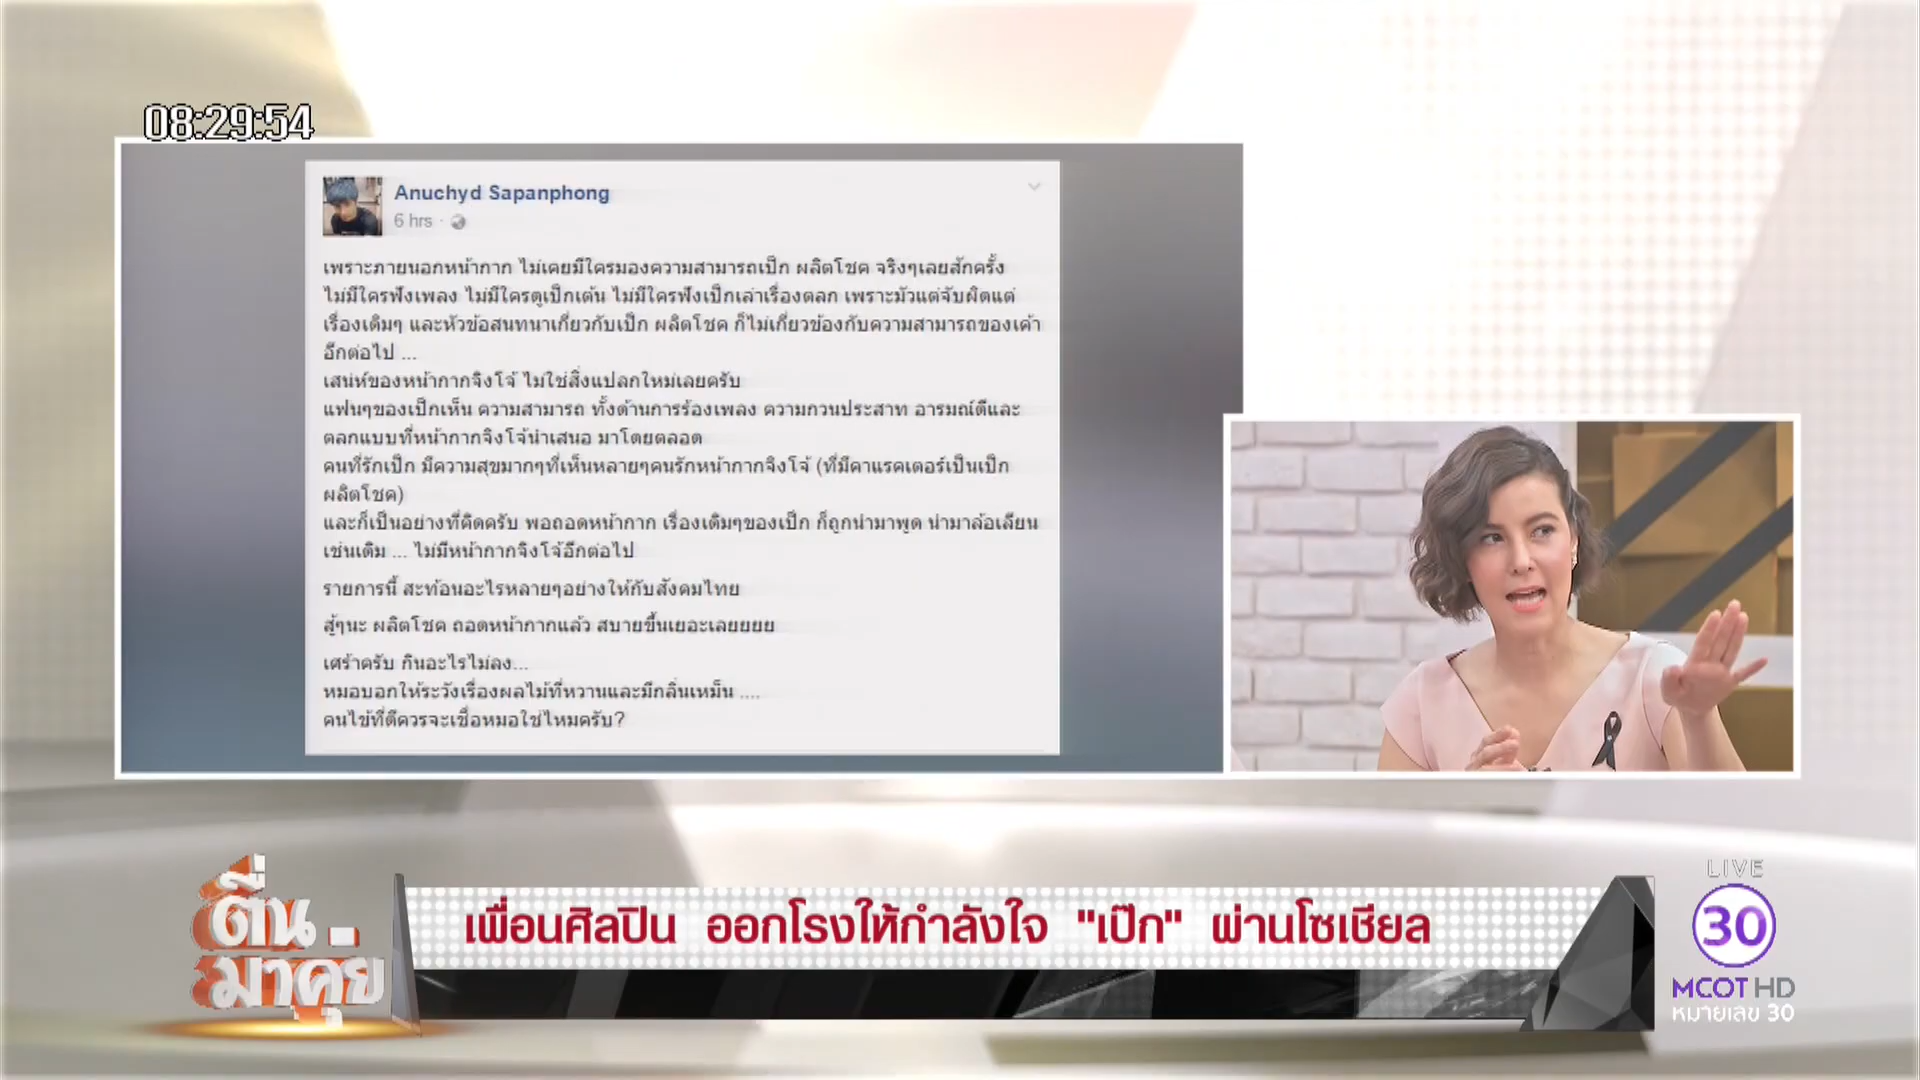 08:29:54
Anuchyd Sapanphong
6 hrs ·
เพราะภายนอกหน้ากาก ไม่เคยมีใครมองความสามารถเป๊ก ผลิตโชค จริงๆเลยสักครั้ง
ไม่มีใครฟังเพลง ไม่มีใครดูเป๊กเต้น ไม่มีใครฟังเป๊กเล่าเรื่องตลก เพราะมัวแต่จับผิดแต่
เรื่องเดิมๆ และหัวข้อสนทนาเกี่ยวกับเป๊ก ผลิตโชค ก็ไม่เกี่ยวข้องกับความสามารถของเค้า
อีกต่อไป ...
เสน่ห์ของหน้ากากจิงโจ้ ไม่ใช่สิ่งแปลกใหม่เลยครับ
แฟนๆของเป๊กเห็น ความสามารถ ทั้งด้านการร้องเพลง ความกวนประสาท อารมณ์ดีและ
ตลกแบบที่หน้ากากจิงโจ้นำเสนอ มาโดยตลอด
คนที่รักเป๊ก มีความสุขมากๆที่เห็นหลายๆคนรักหน้ากากจิงโจ้ (ที่มีคาแรคเตอร์เป็นเป๊ก
ผลิตโชค)
และก็เป็นอย่างที่คิดครับ พอถอดหน้ากาก เรื่องเดิมๆของเป๊ก ก็ถูกนำมาพูด นำมาล้อเลียน
เช่นเดิม ... ไม่มีหน้ากากจิงโจ้อีกต่อไป
รายการนี้ สะท้อนอะไรหลายๆอย่างให้กับสังคมไทย
สู้ๆนะ ผลิตโชค ถอดหน้ากากแล้ว สบายขึ้นเยอะเลยยยย
เศร้าครับ กินอะไรไม่ลง...
หมอบอกให้ระวังเรื่องผลไม้ที่หวานและมีกลิ่นเหม็น ....
คนไข้ที่ดีควรจะเชื่อหมอใช่ไหมครับ?
ตื่น
มาคุย
เพื่อนศิลปิน ออกโรงให้กำลังใจ "เป๊ก" ผ่านโซเชียล
LIVE
30
MCOT HD
หมายเลข 30